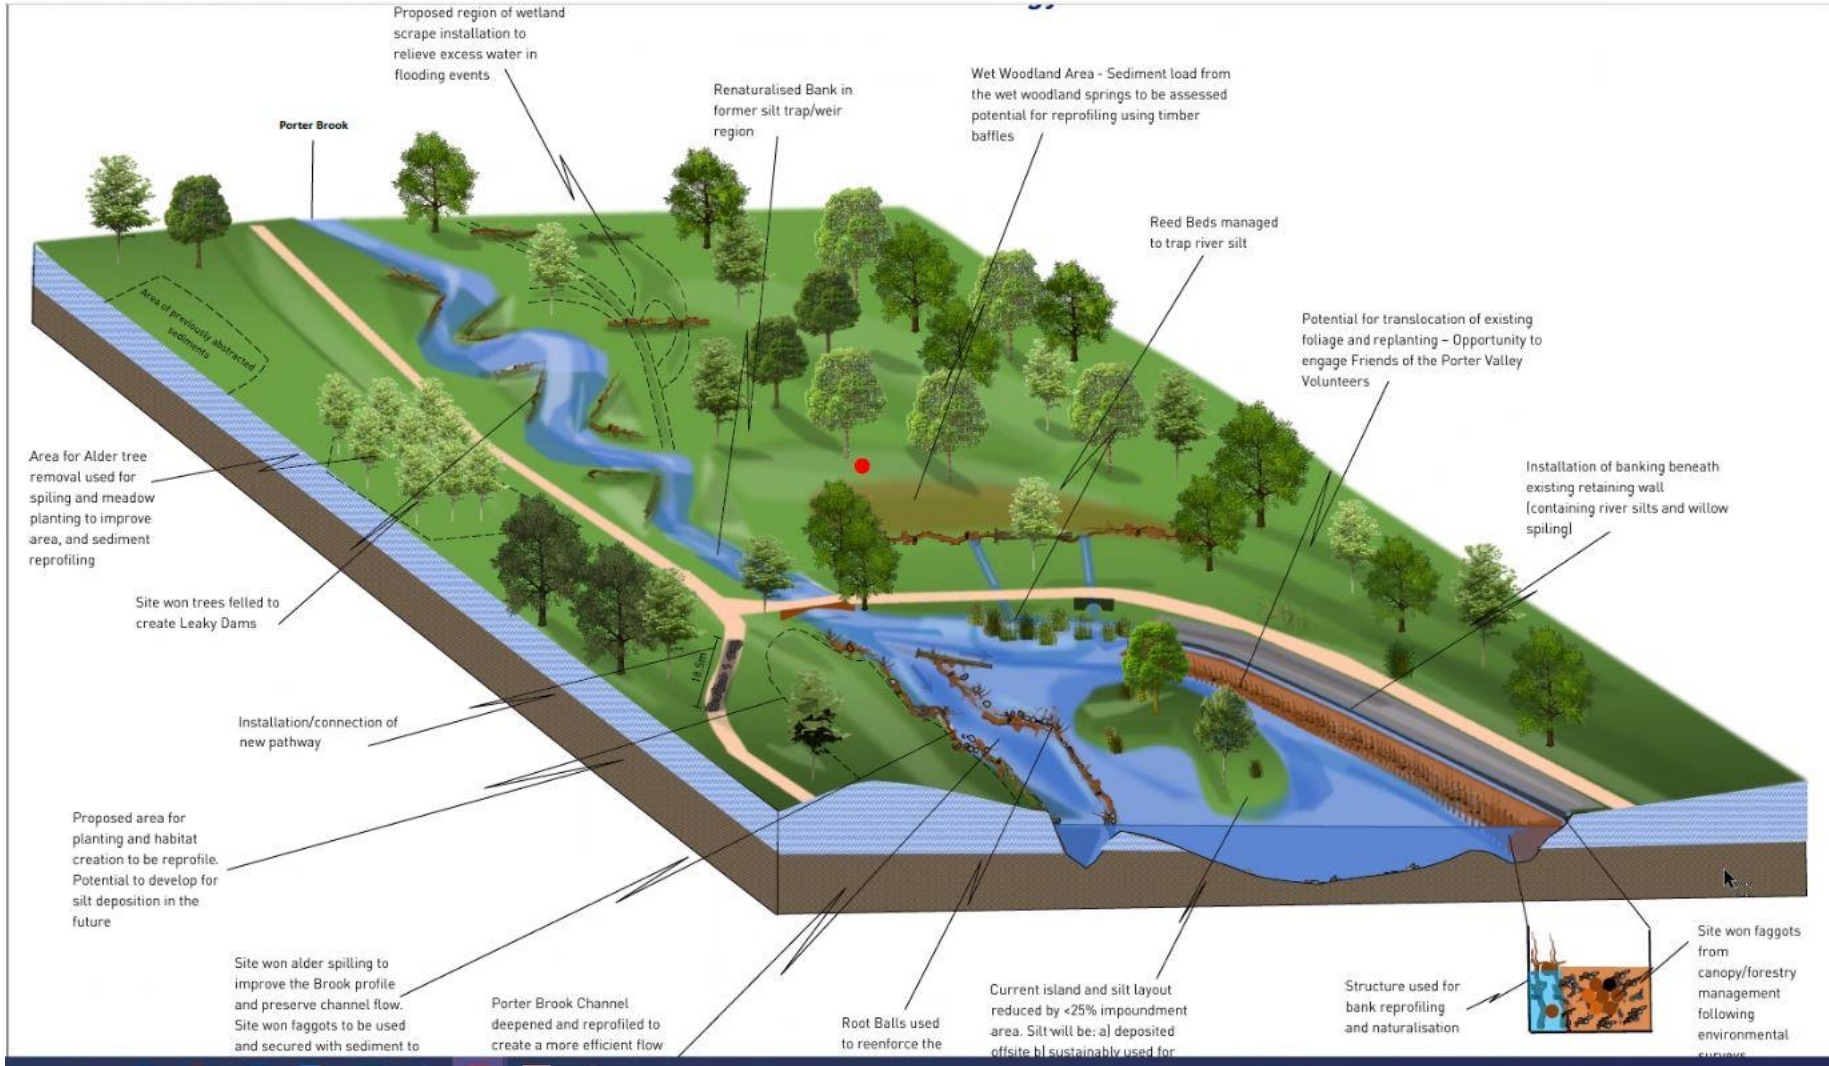 Proposed region of wetland
scrape installation to
relieve excess water in
flooding events
Porter Brook
Renaturalised Bank in
former silt trap/weir
region
Wet Woodland Area - Sediment load from
the wet woodland springs to be assessed
potential for reprofiling using timber
baffles
Reed Beds managed
to trap river silt
Potential for translocation of existing
foliage and replanting – Opportunity to
engage Friends of the Porter Valley
Volunteers
Installation of banking beneath
existing retaining wall
(containing river silts and willow
spiling)
Area of previously abstracted
sediments
Area for Alder tree
removal used for
spiling and meadow
planting to improve
area, and sediment
reprofiling
Site won trees felled to
create Leaky Dams
18.5m
Installation/connection of
new pathway
Proposed area for
planting and habitat
creation to be reprofile.
Potential to develop for
silt deposition in the
future
Site won alder spilling to
improve the Brook profile
and preserve channel flow.
Site won faggots to be used
and secured with sediment to
Porter Brook Channel
deepened and reprofiled to
create a more efficient flow
Root Balls used
to reenforce the
Current island and silt layout
reduced by <25% impoundment
area. Silt will be: a) deposited
offsite b) sustainably used for
Structure used for
bank reprofiling
and naturalisation
Site won faggots
from
canopy/forestry
management
following
environmental
surveys